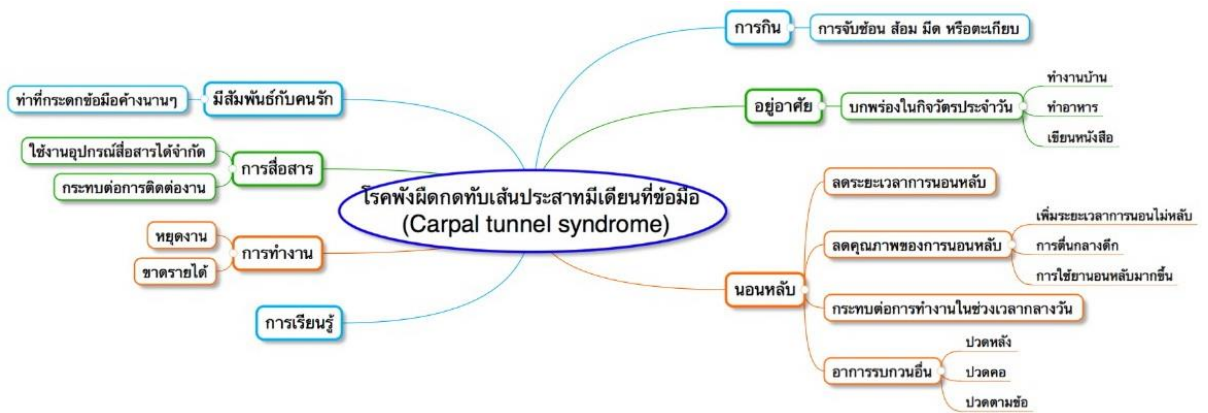 โรคพังผืดกดทับเส้นประสาทมีเดียนที่ข้อมือ
(Carpal tunnel syndrome)
การกิน
การจับช้อน ส้อม มีด หรือตะเกียบ
อยู่อาศัย
บกพร่องในกิจวัตรประจำวัน
ทำงานบ้าน
ทำอาหาร
เขียนหนังสือ
นอนหลับ
ลดระยะเวลาการนอนหลับ
ลดคุณภาพของการนอนหลับ
เพิ่มระยะเวลาการนอนไม่หลับ
การตื่นกลางดึก
การใช้ยานอนหลับมากขึ้น
กระทบต่อการทำงานในช่วงเวลากลางวัน
อาการรบกวนอื่น
ปวดหลัง
ปวดคอ
ปวดตามข้อ
มีสัมพันธ์กับคนรัก
ท่าที่กระดกข้อมือค้างนานๆ
การสื่อสาร
ใช้งานอุปกรณ์สื่อสารได้จำกัด
กระทบต่อการติดต่องาน
การทำงาน
หยุดงาน
ขาดรายได้
การเรียนรู้